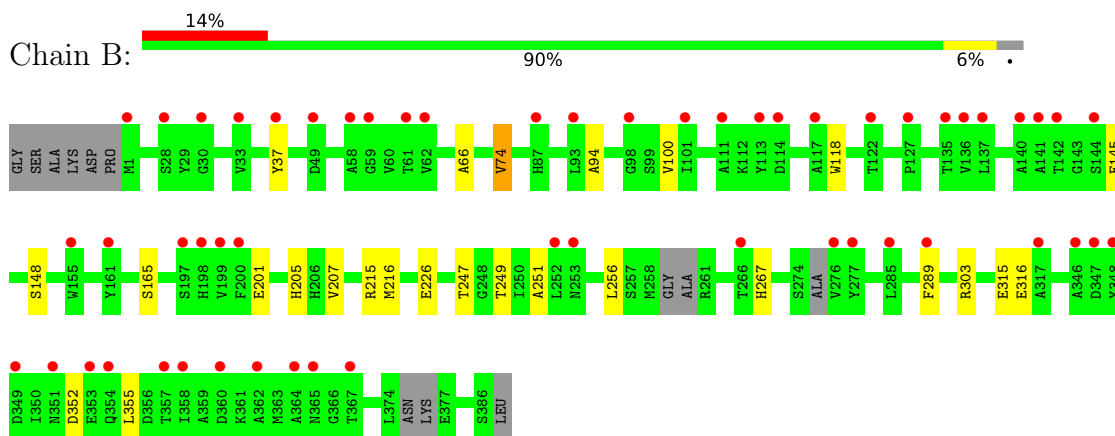 14%
Chain B:
90% 6% •
GLY SER ALA LYS ASP PRO M1 S28 Y29 G30 V33 Y37 D49 A58 G59 V60 T61 V62 A66 V74 H87 L93 A94 G98 S99 V100 I101 A111 K112 Y113 D114 A117 W118 T122 P127 T135 V136 L137 A140 A141 T142 G143 S144 E145
S148 W155 Y161 S165 S197 H198 V199 F200 E201 H205 H206 V207 R215 M216 E226 T247 G248 T249 I250 A251 L252 N253 L256 S257 M258 GLY ALA R261 T266 H267 S274 ALA V276 Y277 L285 F289 R303 E315 E316 A317 A346 D347 Y348
D349 I350 N351 D352 E353 Q354 L355 D356 T357 I358 A359 D360 K361 A362 M363 A364 N365 G366 T367 L374 ASN LYS E377 S386 LEU